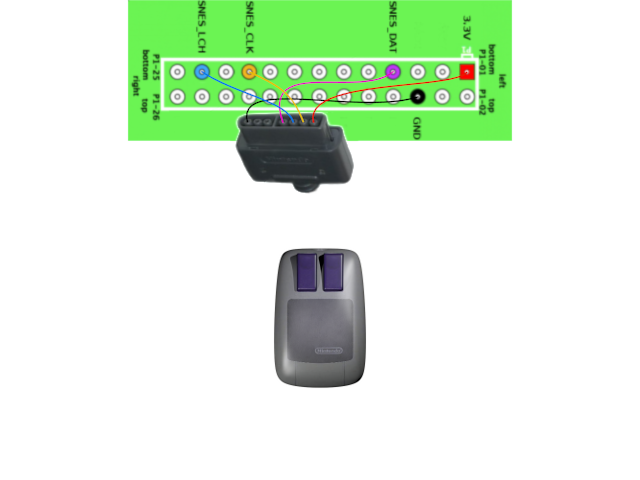 SNES_LCH
SNES_CLK
SNES_DAT
3.3V
P1-25
bottom
right
top
P1-26
P1-01
bottom
left
top
P1-02
GND
Nintendo